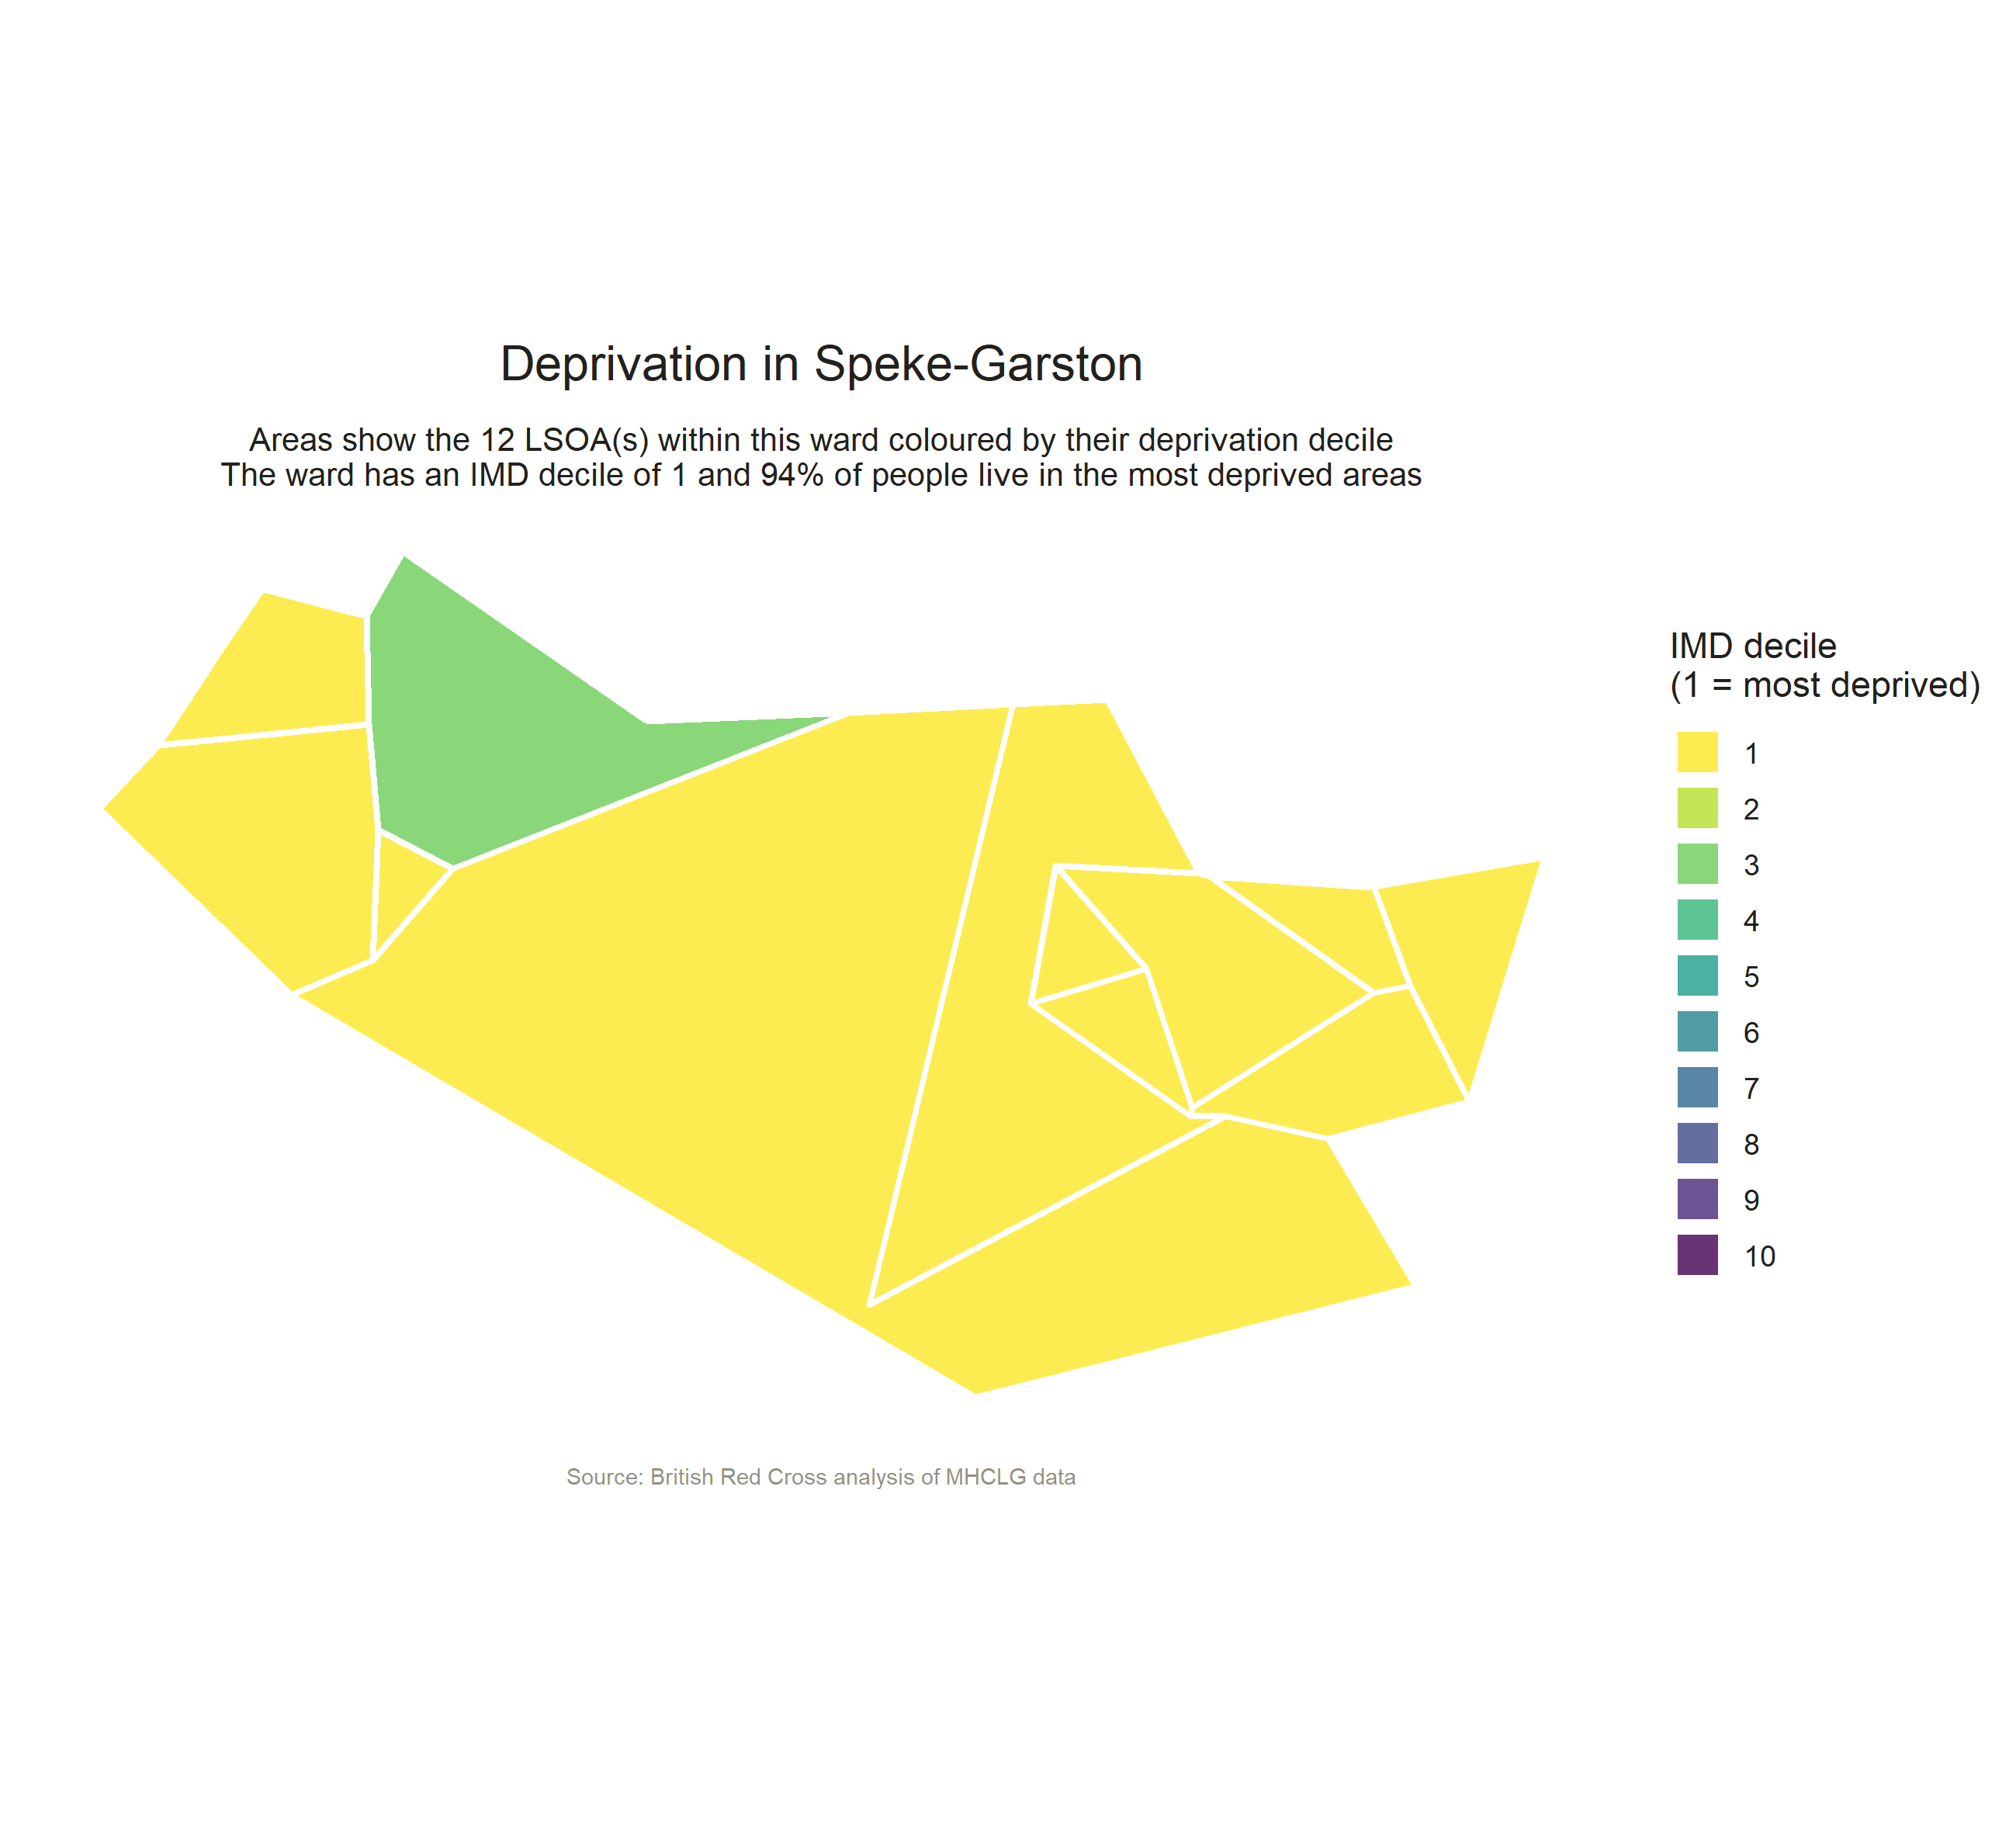 Deprivation in Speke-Garston
Areas show the 12 LSOA(s) within this ward coloured by their deprivation decile
The ward has an IMD decile of 1 and 94% of people live in the most deprived areas
IMD decile
(1 = most deprived)
1
2
3
4
5
6
7
8
9
10
Source: British Red Cross analysis of MHCLG data